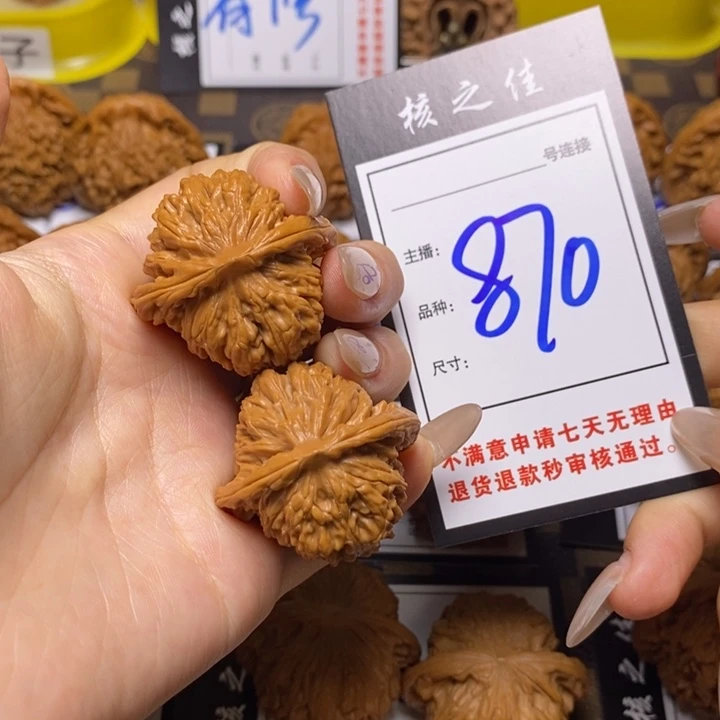 子
核之佳
号连接
主播:
870
品种:
尺寸:
不满意申请七天无理由
退货退款秒审核通过。